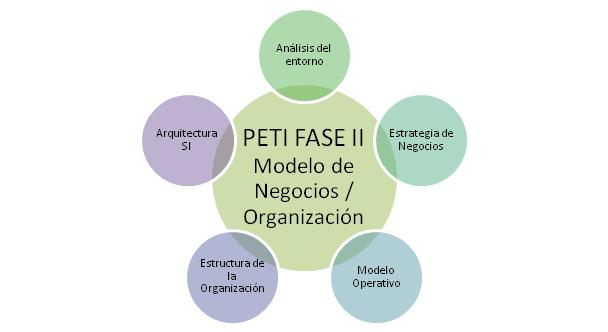 Análisis del
entorno
Estrategia de
Negocios
Modelo
Operativo
Estructura de
la
Organización
Arquitectura
SI
PETI FASE II
Modelo de
Negocios /
Organización